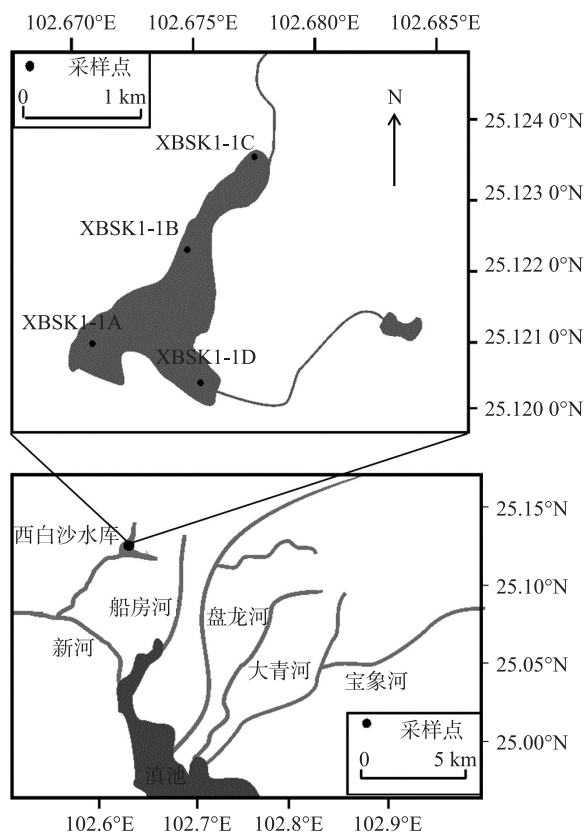 102.670°E 102.675°E 102.680°E 102.685°E
采样点
0 1 km
N
XBSK1-1C
25.124 0°N
25.123 0°N
XBSK1-1B
25.122 0°N
XBSK1-1A
25.121 0°N
XBSK1-1D
25.120 0°N
西白沙水库
25.15°N
船房河
盘龙河
25.10°N
新河
大青河
宝象河
25.05°N
采样点
0 5 km
25.00°N
滇池
102.6°E 102.7°E 102.8°E 102.9°E